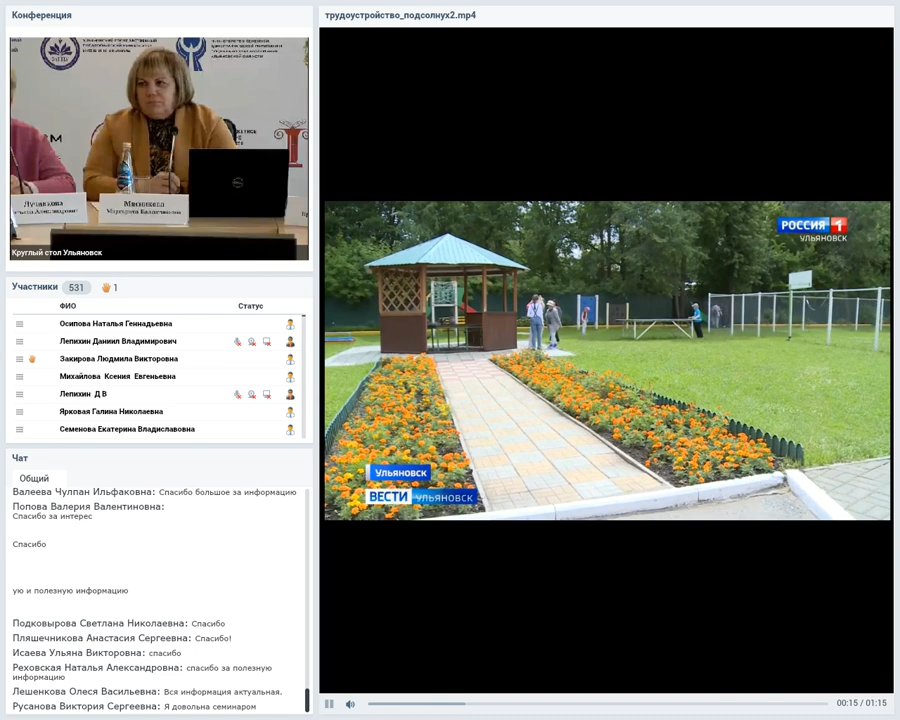 Конференция
Лучникова
Круглый стол Ульяновск
Участники 531 1
ФИО Статус
Осипова Наталья Геннадьевна
Лепихин Даниил Владимирович
Закирова Людмила Викторовна
Михайлова Ксения Евгеньевна
Лепихин Д В
Ярковая Галина Николаевна
Семенова Екатерина Владиславовна
Чат
Общий
Валеева Чулпан Ильфаковна: Спасибо большое за информацию
Попова Валерия Валентиновна:
Спасибо за интерес
Спасибо
ую и полезную информацию
Подковырова Светлана Николаевна: Спасибо
Пляшечникова Анастасия Сергеевна: Спасибо!
Исаева Ульяна Викторовна: спасибо
Реховская Наталья Александровна: спасибо за полезную
информацию
Лешенкова Олеся Васильевна: Вся информация актуальная.
Русанова Виктория Сергеевна: Я довольна семинаром
трудоустройство_подсолнух2.mp4
РОССИЯ 1
УЛЬЯНОВСК
Ульяновск
ВЕСТИ УЛЬЯНОВСК
00:15 / 01:15